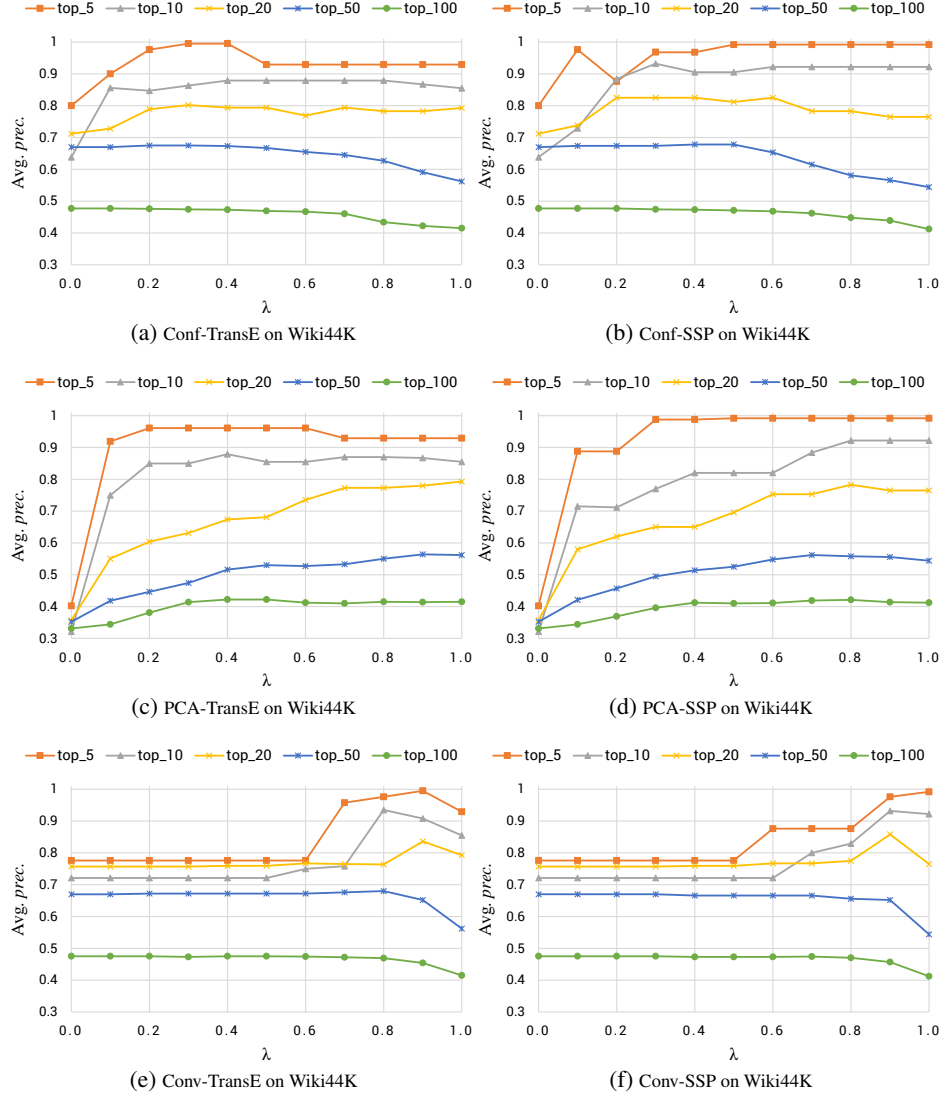 top_5 top_10 top_20 top_50 top_100
1
0.9
0.8
0.7
0.6
0.5
0.4
0.3
Avg. prec.
0.0 0.2 0.4 0.6 0.8 1.0
λ
(a) Conf-TransE on Wiki44K
top_5 top_10 top_20 top_50 top_100
1
0.9
0.8
0.7
0.6
0.5
0.4
0.3
Avg. prec.
0.0 0.2 0.4 0.6 0.8 1.0
λ
(b) Conf-SSP on Wiki44K
top_5 top_10 top_20 top_50 top_100
1
0.9
0.8
0.7
0.6
0.5
0.4
0.3
Avg. prec.
0.0 0.2 0.4 0.6 0.8 1.0
λ
(c) PCA-TransE on Wiki44K
top_5 top_10 top_20 top_50 top_100
1
0.9
0.8
0.7
0.6
0.5
0.4
0.3
Avg. prec.
0.0 0.2 0.4 0.6 0.8 1.0
λ
(d) PCA-SSP on Wiki44K
top_5 top_10 top_20 top_50 top_100
1
0.9
0.8
0.7
0.6
0.5
0.4
0.3
Avg. prec.
0.0 0.2 0.4 0.6 0.8 1.0
λ
(e) Conv-TransE on Wiki44K
top_5 top_10 top_20 top_50 top_100
1
0.9
0.8
0.7
0.6
0.5
0.4
0.3
Avg. prec.
0.0 0.2 0.4 0.6 0.8 1.0
λ
(f) Conv-SSP on Wiki44K